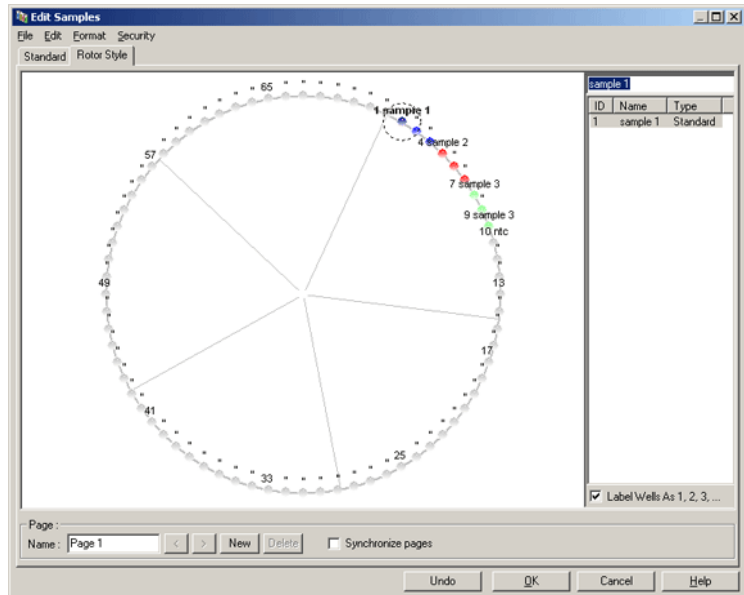 Edit Samples
File Edit Format Security
Standard Rotor Style
65
1 sample 1
4 sample 2
57
7 sample 3
9 sample 3
10 ntc
49
13
17
41
25
33
sample 1
ID Name Type
1 sample 1 Standard
Label Wells As 1, 2, 3, ...
Page :
Name : Page 1 < > New Delete Synchronize pages
Undo OK Cancel Help